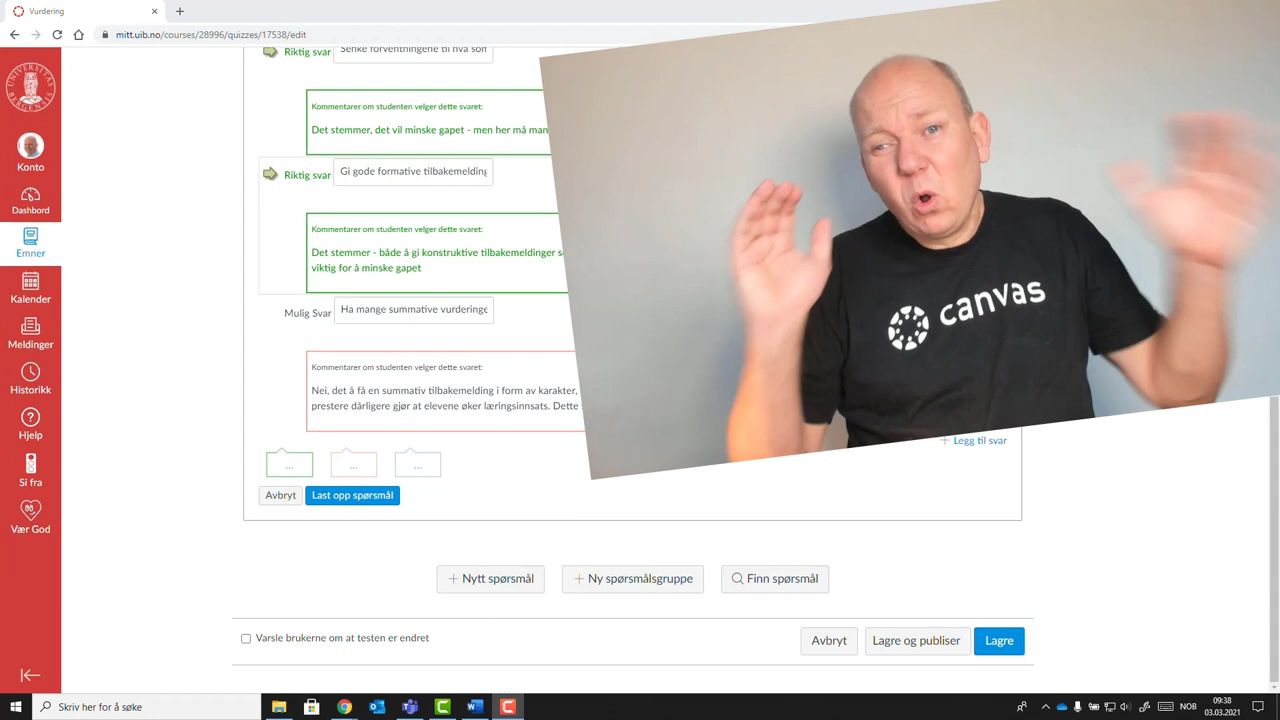 Vurdering
mitt.uib.no/courses/28996/quizzes/17538/edit
UNIVERSITAS BERGENSIS
Konto
Dashbord
Emner
Kalender
Meldinger
Historikk
Hjelp
Si fra
Vær God
Riktig svar
Senke forventningene til hva som
Kommentarer om studenten velger dette svaret:
Det stemmer, det vil minske gapet - men her må man
Riktig svar
Gi gode formative tilbakemelding
Kommentarer om studenten velger dette svaret:
Det stemmer - både å gi konstruktive tilbakemeldinger
viktig for å minske gapet
Mulig Svar
Ha mange summative vurderinge
Kommentarer om studenten velger dette svaret:
Nei, det å få en summativ tilbakemelding i form av karakter,
prestere dårligere gjør at elevene øker læringsinnsats. Dette
+ Legg til svar
... ... ...
Avbryt Last opp spørsmål
canvas
+ Nytt spørsmål + Ny spørsmålsgruppe Finn spørsmål
Varsle brukerne om at testen er endret
Avbryt Lagre og publiser Lagre
Skriv her for å søke
NOB
09:38
03.03.2021